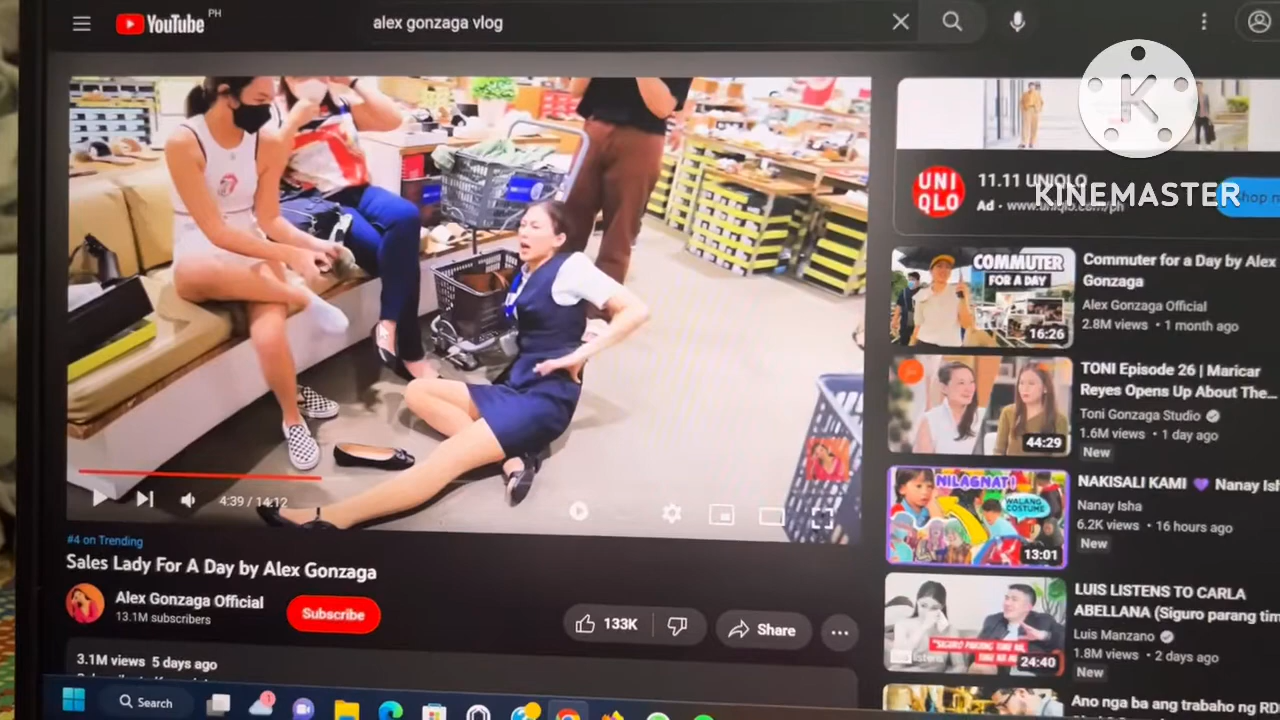 YouTube PH
alex gonzaga vlog
KINEMASTER
UNI
QLO
11.11 UNIQLO
Ad · www.uniqlo.com/ph
COMMUTER
FOR A DAY
16:26
Commuter for a Day by Alex
Gonzaga
Alex Gonzaga Official
2.8M views • 1 month ago
44:29
TONI Episode 26 | Maricar
Reyes Opens Up About The...
Toni Gonzaga Studio
1.6M views • 1 day ago
New
NILAGNAT!
WALANG
COSTUME
13:01
NAKISALI KAMI 💜 Nanay Ish
Nanay Isha
6.2K views • 16 hours ago
New
24:40
LUIS LISTENS TO CARLA
ABELLANA (Siguro parang tim
Luis Manzano
1.8M views • 2 days ago
New
Ano nga ba ang trabaho ng RD
4:39 / 14:12
#4 on Trending
Sales Lady For A Day by Alex Gonzaga
Alex Gonzaga Official
13.1M subscribers
Subscribe
133K
Share
3.1M views 5 days ago
Search